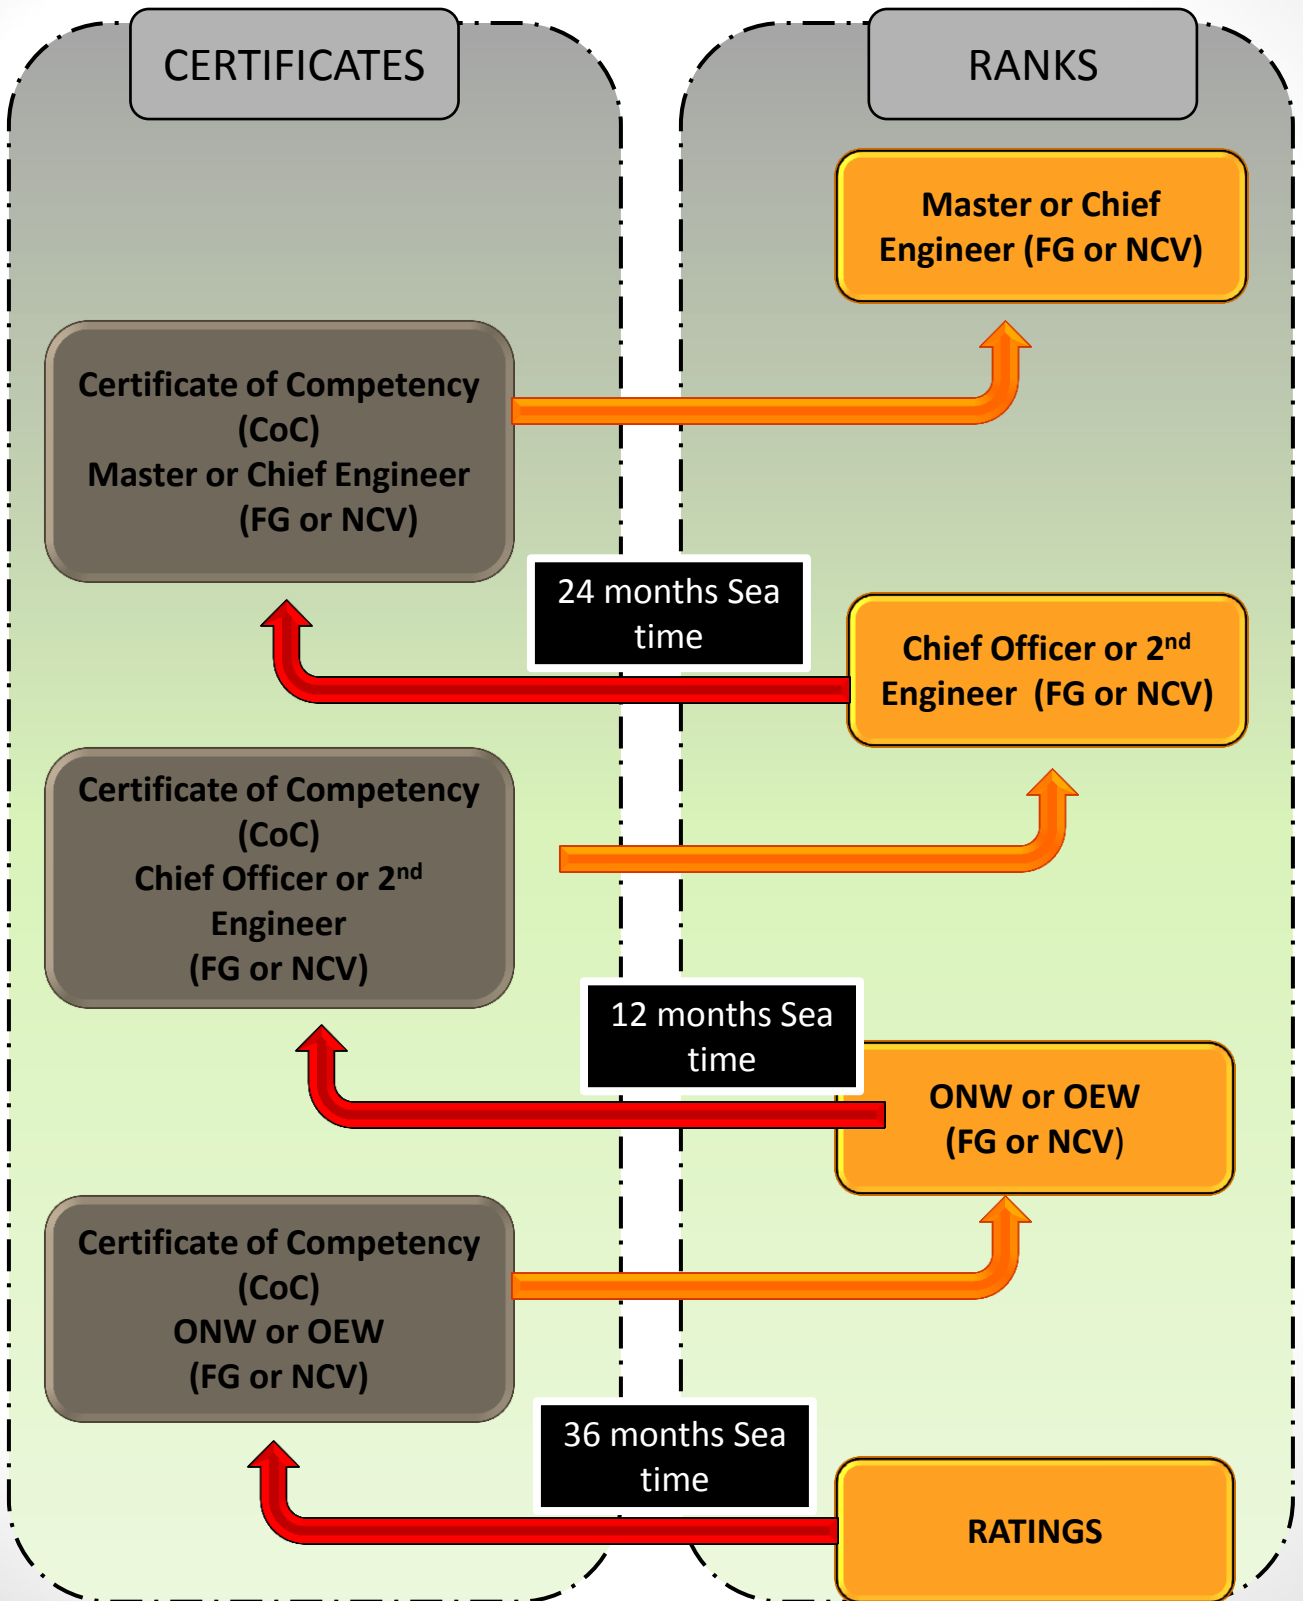 CERTIFICATES
RANKS
Master or Chief
Engineer (FG or NCV)
Certificate of Competency
(CoC)
Master or Chief Engineer
(FG or NCV)
24 months Sea
time
Chief Officer or 2nd
Engineer (FG or NCV)
Certificate of Competency
(CoC)
Chief Officer or 2nd
Engineer
(FG or NCV)
12 months Sea
time
ONW or OEW
(FG or NCV)
Certificate of Competency
(CoC)
ONW or OEW
(FG or NCV)
36 months Sea
time
RATINGS